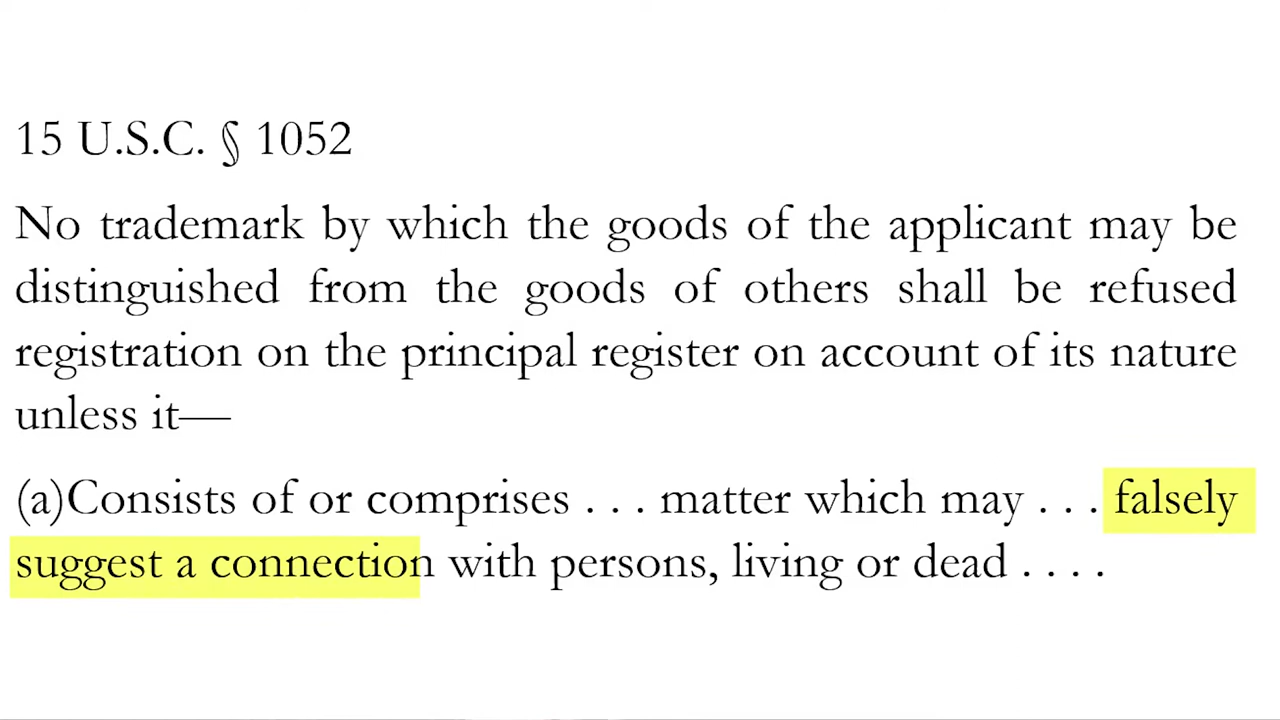 15 U.S.C. § 1052
No trademark by which the goods of the applicant may be
distinguished from the goods of others shall be refused
registration on the principal register on account of its nature
unless it—
(a)Consists of or comprises . . . matter which may . . . falsely
suggest a connection with persons, living or dead . . . .